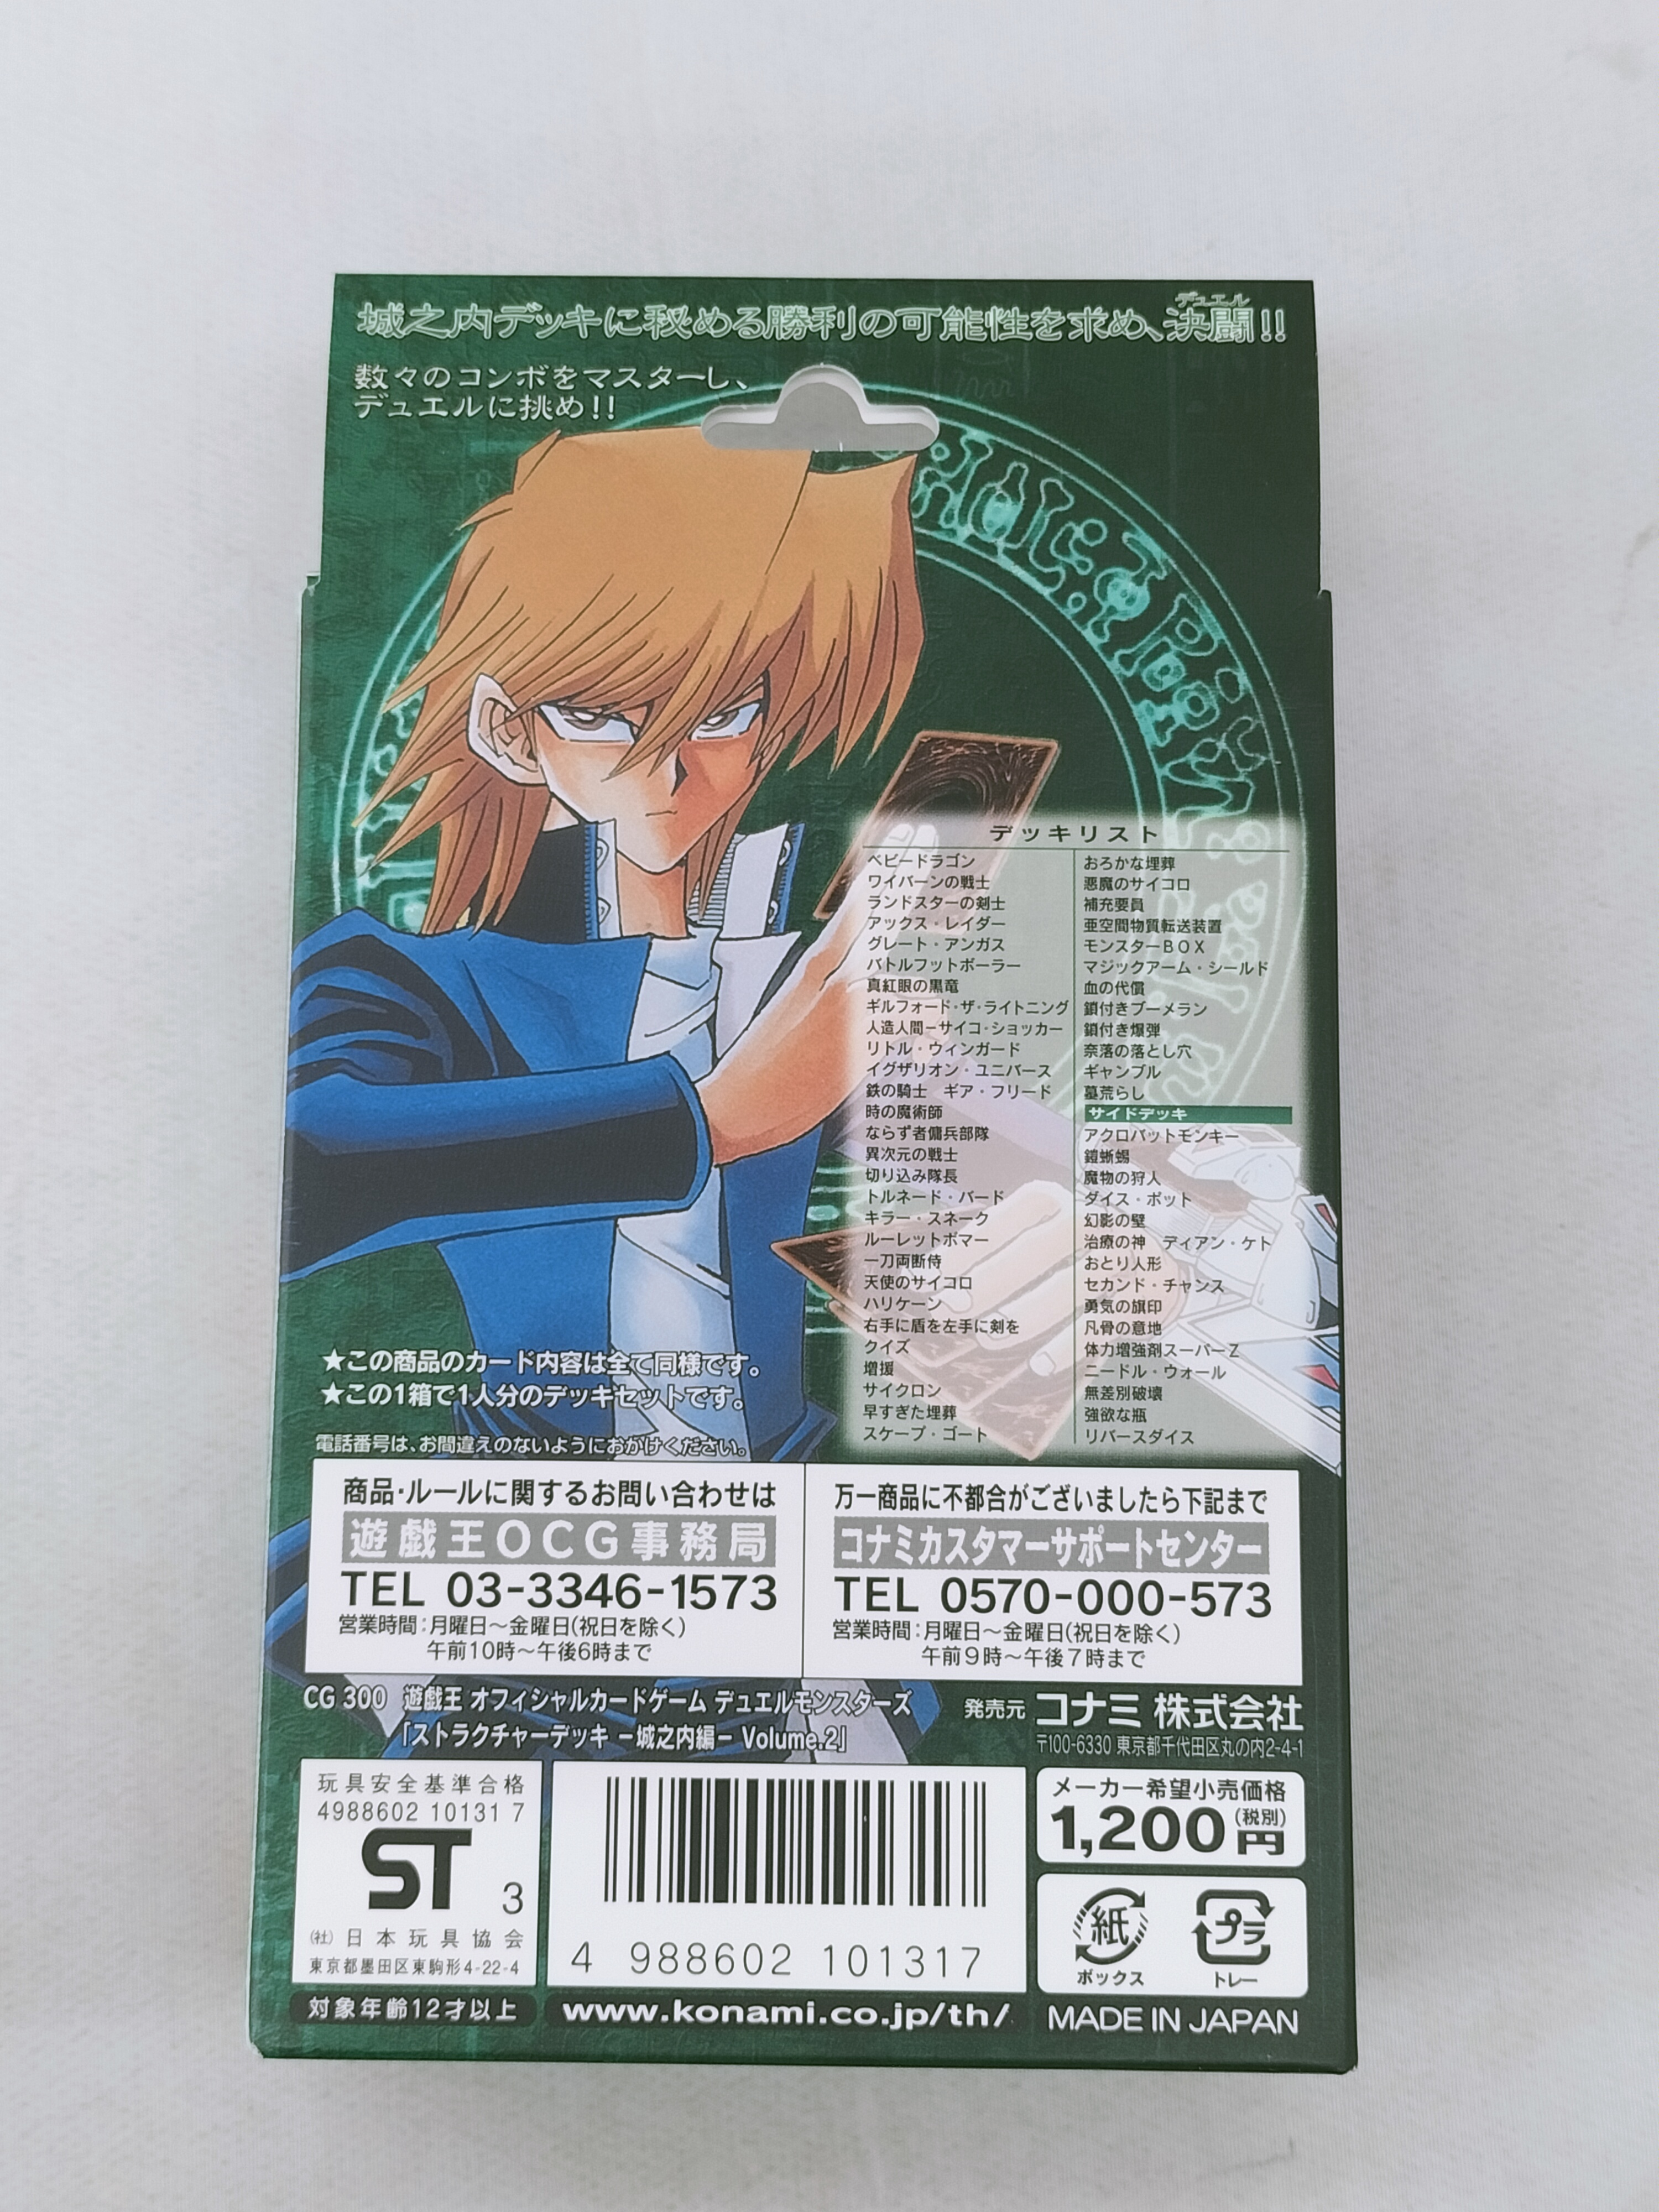 城之内デッキに秘める勝利の可能性を求め、決闘!!
デュエル
数々のコンボをマスターし、
デュエルに挑め!!
デッキリスト
ベビードラゴン
ワイバーンの戦士
ランドスターの剣士
アックス・レイダー
グレート・アンガス
バトルフットボーラー
真紅眼の黒竜
ギルフォード・ザ・ライトニング
人造人間－サイコ・ショッカー
リトル・ウィンガード
イグザリオン・ユニバース
鉄の騎士 ギア・フリード
時の魔術師
ならず者傭兵部隊
異次元の戦士
切り込み隊長
トルネード・バード
キラー・スネーク
ルーレットボマー
一刀両断侍
天使のサイコロ
ハリケーン
右手に盾を左手に剣を
クイズ
増援
サイクロン
早すぎた埋葬
スケープ・ゴート
おろかな埋葬
悪魔のサイコロ
補充要員
亜空間物質転送装置
モンスターBOX
マジックアーム・シールド
血の代償
鎖付きブーメラン
鎖付き爆弾
奈落の落とし穴
ギャンブル
墓荒らし
サイドデッキ
アクロバットモンキー
鎧蜥蜴
魔物の狩人
ダイス・ポット
幻影の壁
治療の神 ディアン・ケト
おとり人形
セカンド・チャンス
勇気の旗印
凡骨の意地
体力増強剤スーパーZ
ニードル・ウォール
無差別破壊
強欲な瓶
リバースダイス
★この商品のカード内容は全て同様です。
★この1箱で1人分のデッキセットです。
電話番号は、お間違えのないようにおかけください。
商品・ルールに関するお問い合わせは
遊戯王OCG事務局
TEL 03-3346-1573
営業時間：月曜日～金曜日(祝日を除く)
午前10時～午後6時まで
万一商品に不都合がございましたら下記まで
コナミカスタマーサポートセンター
TEL 0570-000-573
営業時間：月曜日～金曜日(祝日を除く)
午前9時～午後7時まで
CG 300 遊戯王 オフィシャルカードゲーム デュエルモンスターズ
「ストラクチャーデッキ －城之内編－ Volume.2」
発売元 コナミ 株式会社
〒100-6330 東京都千代田区丸の内2-4-1
玩具安全基準合格
4988602 10131 7
ST 3
(社) 日本玩具協会
東京都墨田区東駒形4-22-4
対象年齢12才以上
4 988602 101317
www.konami.co.jp/th/
メーカー希望小売価格
1,200円(税別)
紙
ボックス
プラ
トレー
MADE IN JAPAN